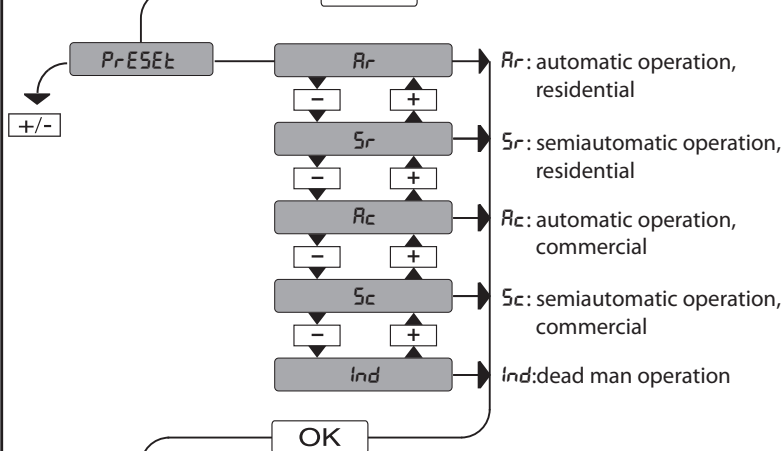 PrESEt
+/-
Ar
- +
Sr
- +
Ac
- +
Sc
- +
Ind
Ar: automatic operation,
residential
Sr: semiautomatic operation,
residential
Ac: automatic operation,
commercial
Sc: semiautomatic operation,
commercial
Ind:dead man operation
OK